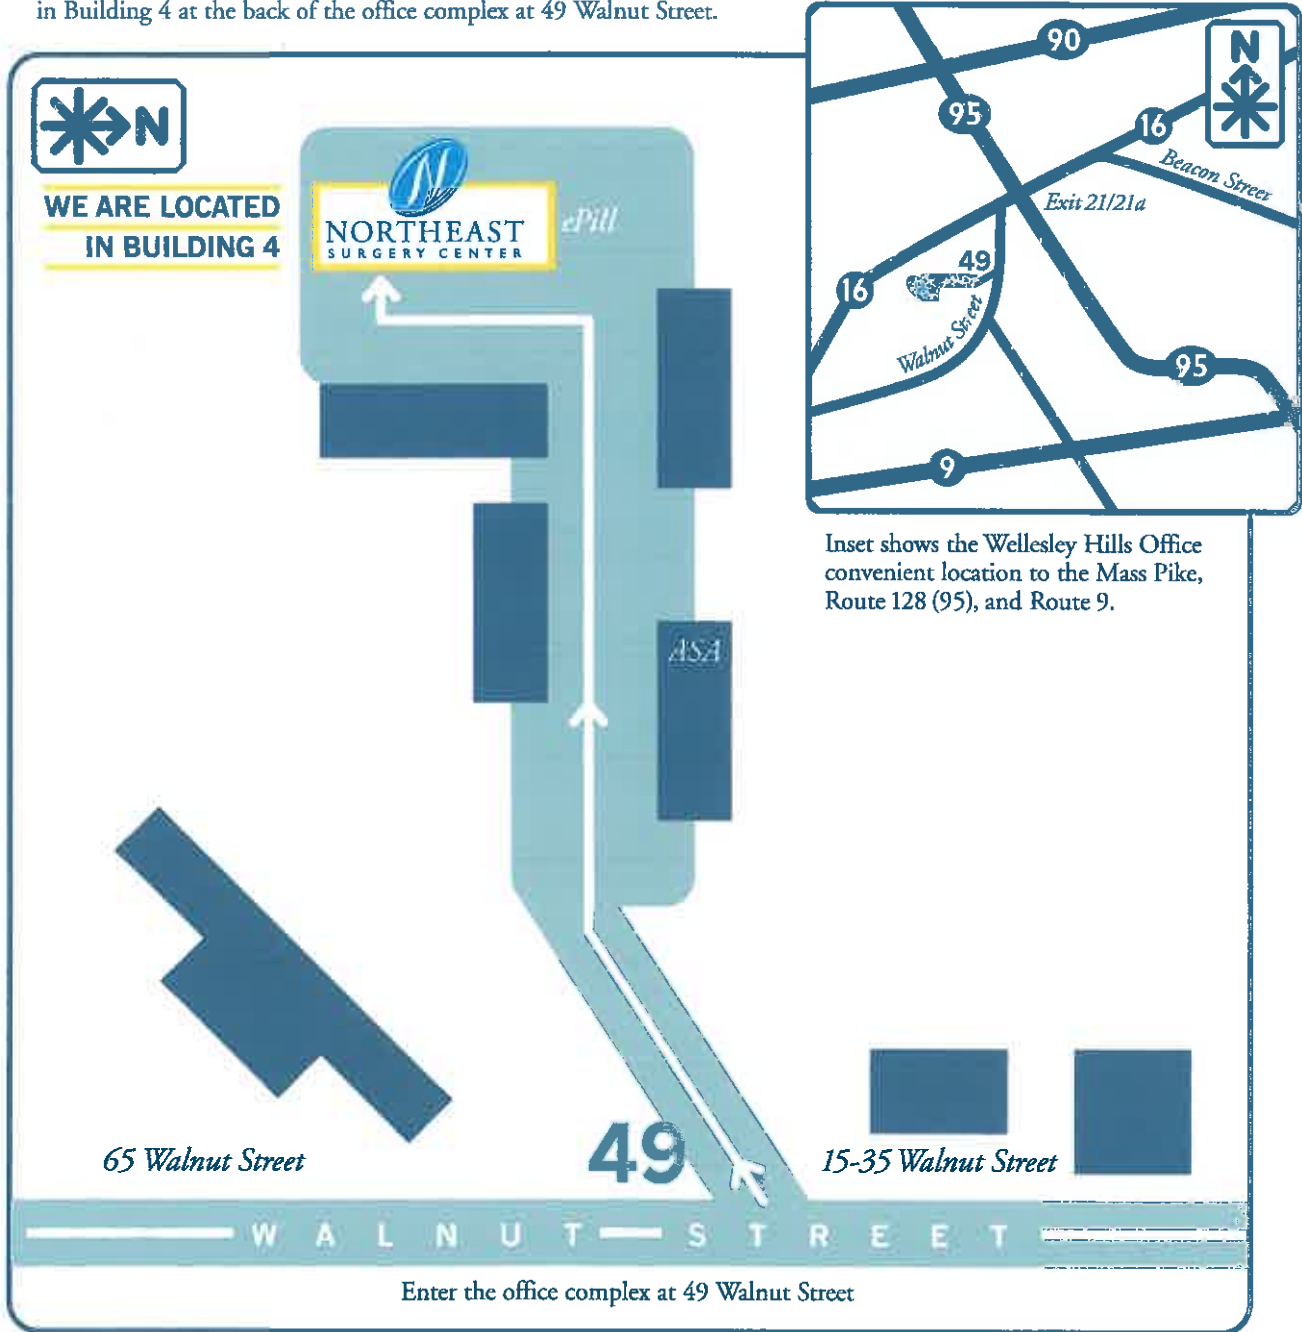 in Building 4 at the back of the office complex at 49 Walnut Street.
N
WE ARE LOCATED
IN BUILDING 4
N
NORTHEAST
SURGERY CENTER
ePill
90
N
95
16
Beacon Street
Exit 21/21a
49
16
Walnut Street
95
9
Inset shows the Wellesley Hills Office
convenient location to the Mass Pike,
Route 128 (95), and Route 9.
ASA
65 Walnut Street
49
15-35 Walnut Street
WALNUT STREET
Enter the office complex at 49 Walnut Street